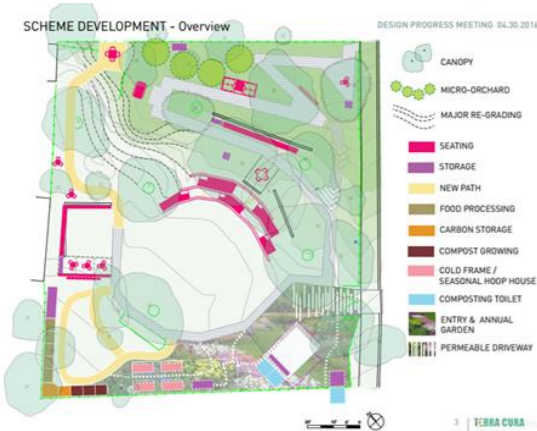 SCHEME DEVELOPMENT - Overview
DESIGN PROGRESS MEETING 04.30.2016
CANOPY
MICRO-ORCHARD
MAJOR RE-GRADING
SEATING
STORAGE
NEW PATH
FOOD PROCESSING
CARBON STORAGE
COMPOST GROWING
COLD FRAME /
SEASONAL HOOP HOUSE
COMPOSTING TOILET
ENTRY & ANNUAL
GARDEN
PERMEABLE DRIVEWAY
3 | TERRA CURA